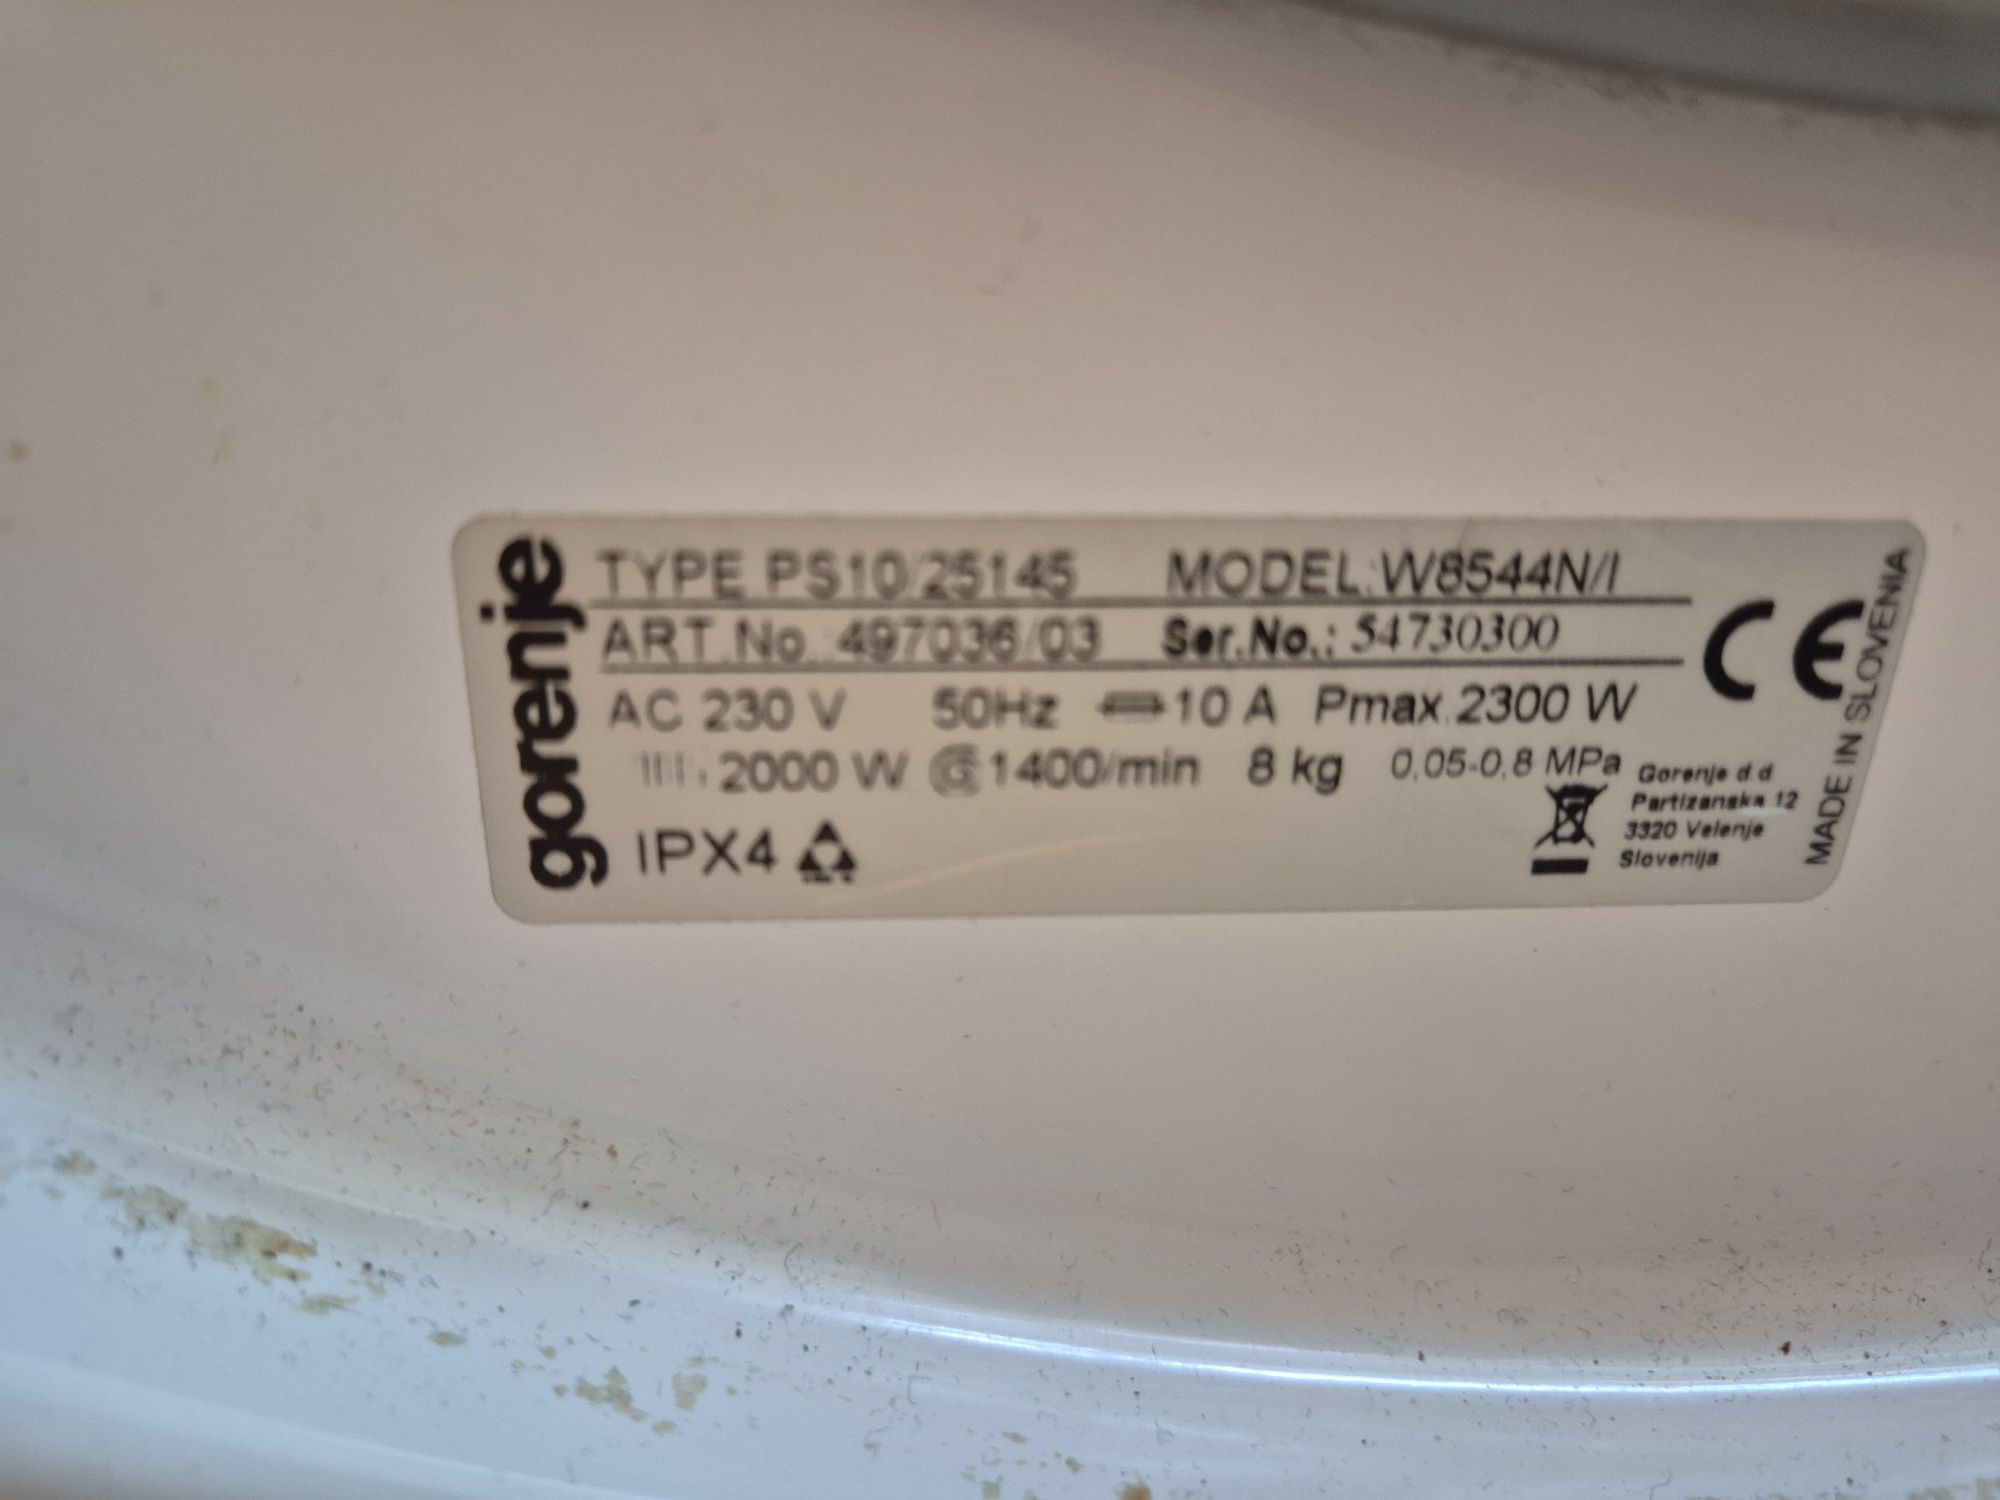 gorenje
TYPE PS10/25145 MODEL:W8544N/I
ART.No.:497036/03 Ser.No.: 54730300
AC 230 V 50Hz 10 A Pmax.2300 W
2000 W 1400/min 8 kg 0,05-0,8 MPa
IPX4
Gorenje d.d
Partizanska 12
3320 Velenje
Slovenija
CE
MADE IN SLOVENIA